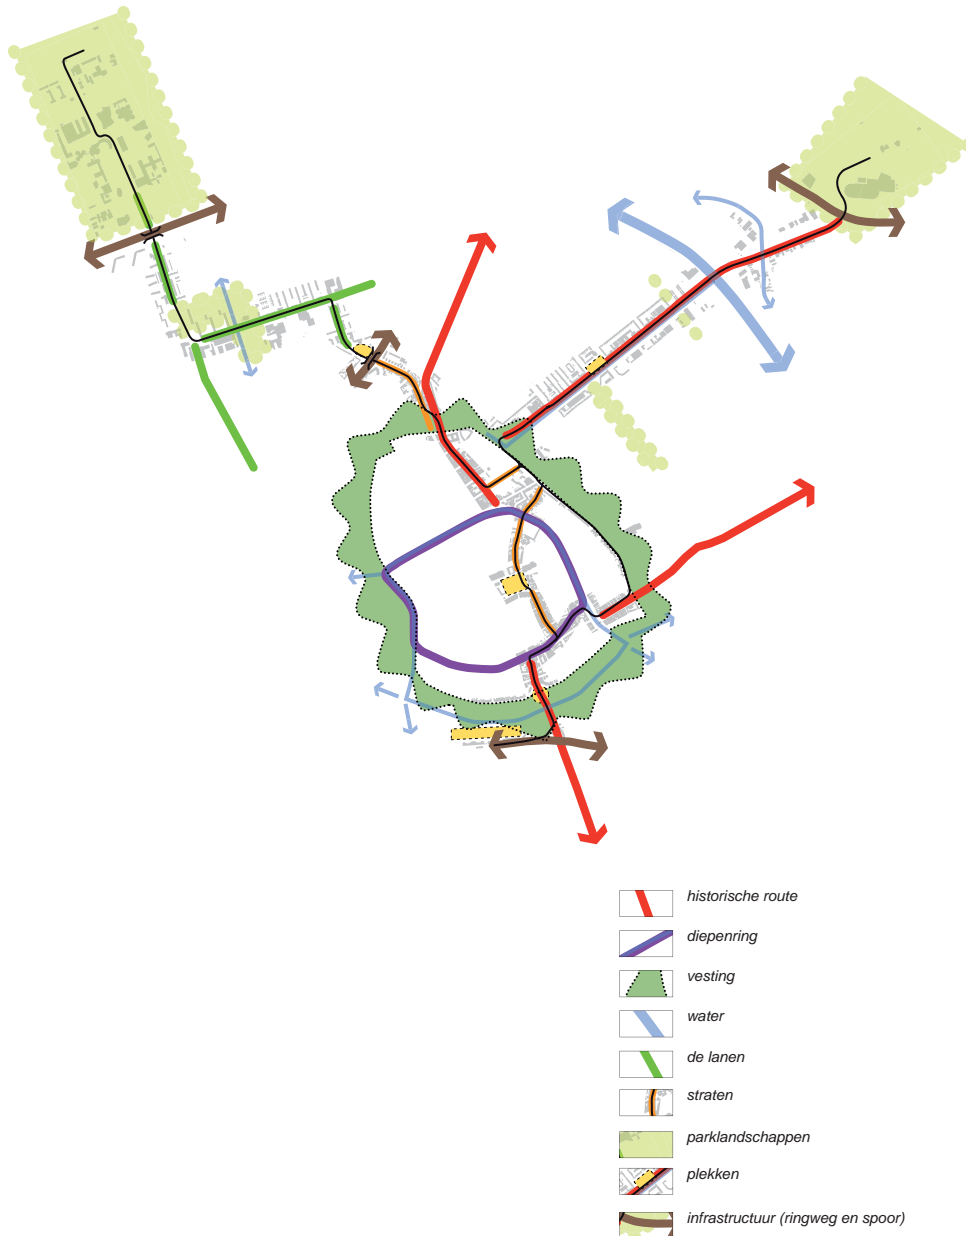 historische route
diepenring
vesting
water
de lanen
straten
parklandschappen
plekken
infrastructuur (ringweg en spoor)